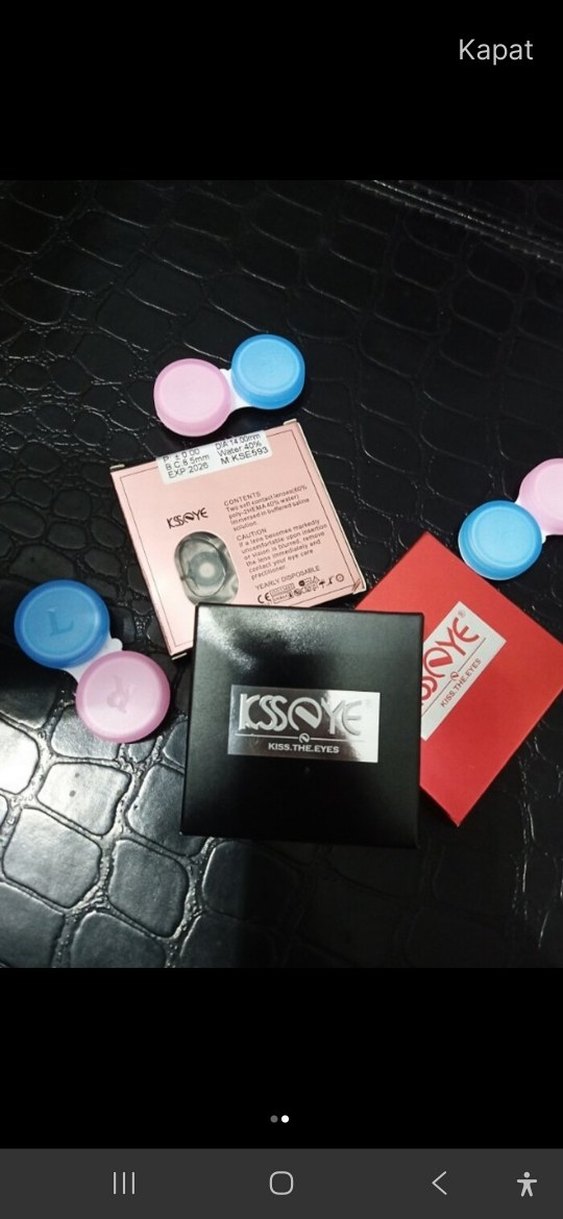 Kapat
P: ± 0.00 DIA 14.00mm
B.C 8.5mm Water 40%
EXP 2026 M KSE593
CONTENTS
Two soft contact lenses(60%
poly-2HEMA.40% water)
immersed in buffered saline
solution.
KSSEYE
CAUTION
If a lens becomes markedly
uncomfortable upon insertion
or vision is blurred, remove
the lens immediately and
contact your eye care
practitioner.
YEARLY DISPOSABLE
CE
L
R
KSSEYE®
KISS.THE.EYES
KSSEYE®
KISS.THE.EYES